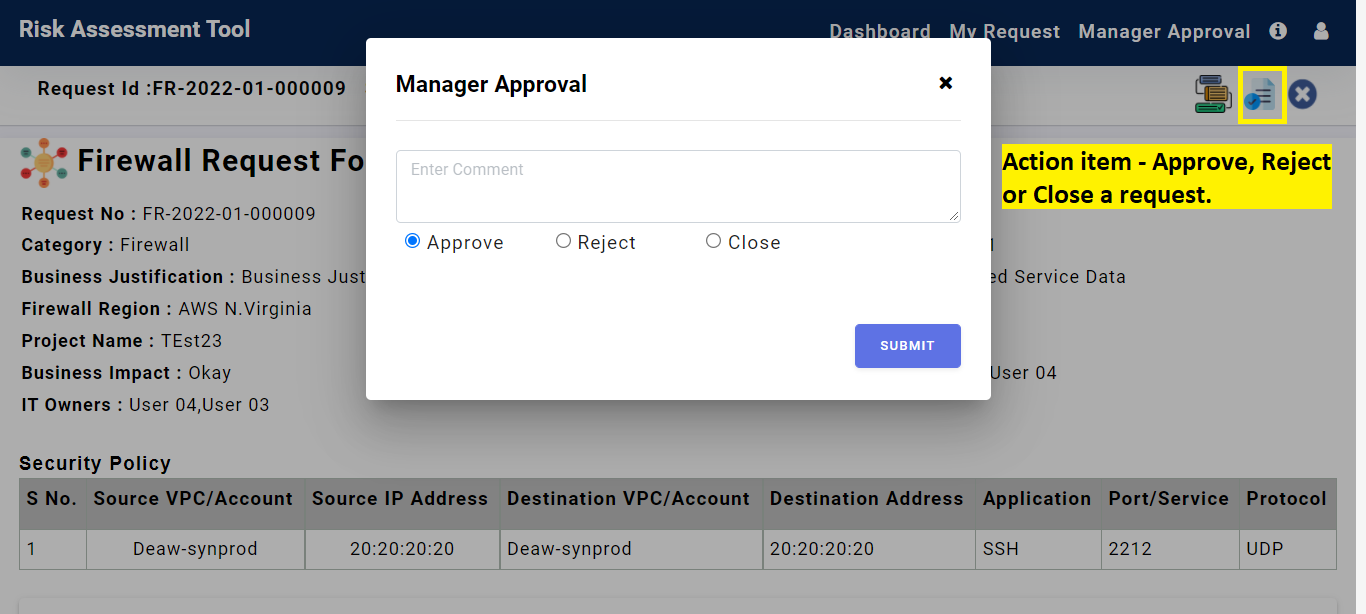 Risk Assessment Tool
Dashboard My Request Manager Approval
Request Id :FR-2022-01-000009
Manager Approval
Enter Comment
Approve Reject Close
SUBMIT
Action item - Approve, Reject
or Close a request.
Firewall Request Fo
Request No : FR-2022-01-000009
Category : Firewall
1
Business Justification : Business Just
ed Service Data
Firewall Region : AWS N.Virginia
Project Name : TEst23
Business Impact : Okay
User 04
IT Owners : User 04,User 03
Security Policy
S No. Source VPC/Account Source IP Address Destination VPC/Account Destination Address Application Port/Service Protocol
1 Deaw-synprod 20:20:20:20 Deaw-synprod 20:20:20:20 SSH 2212 UDP